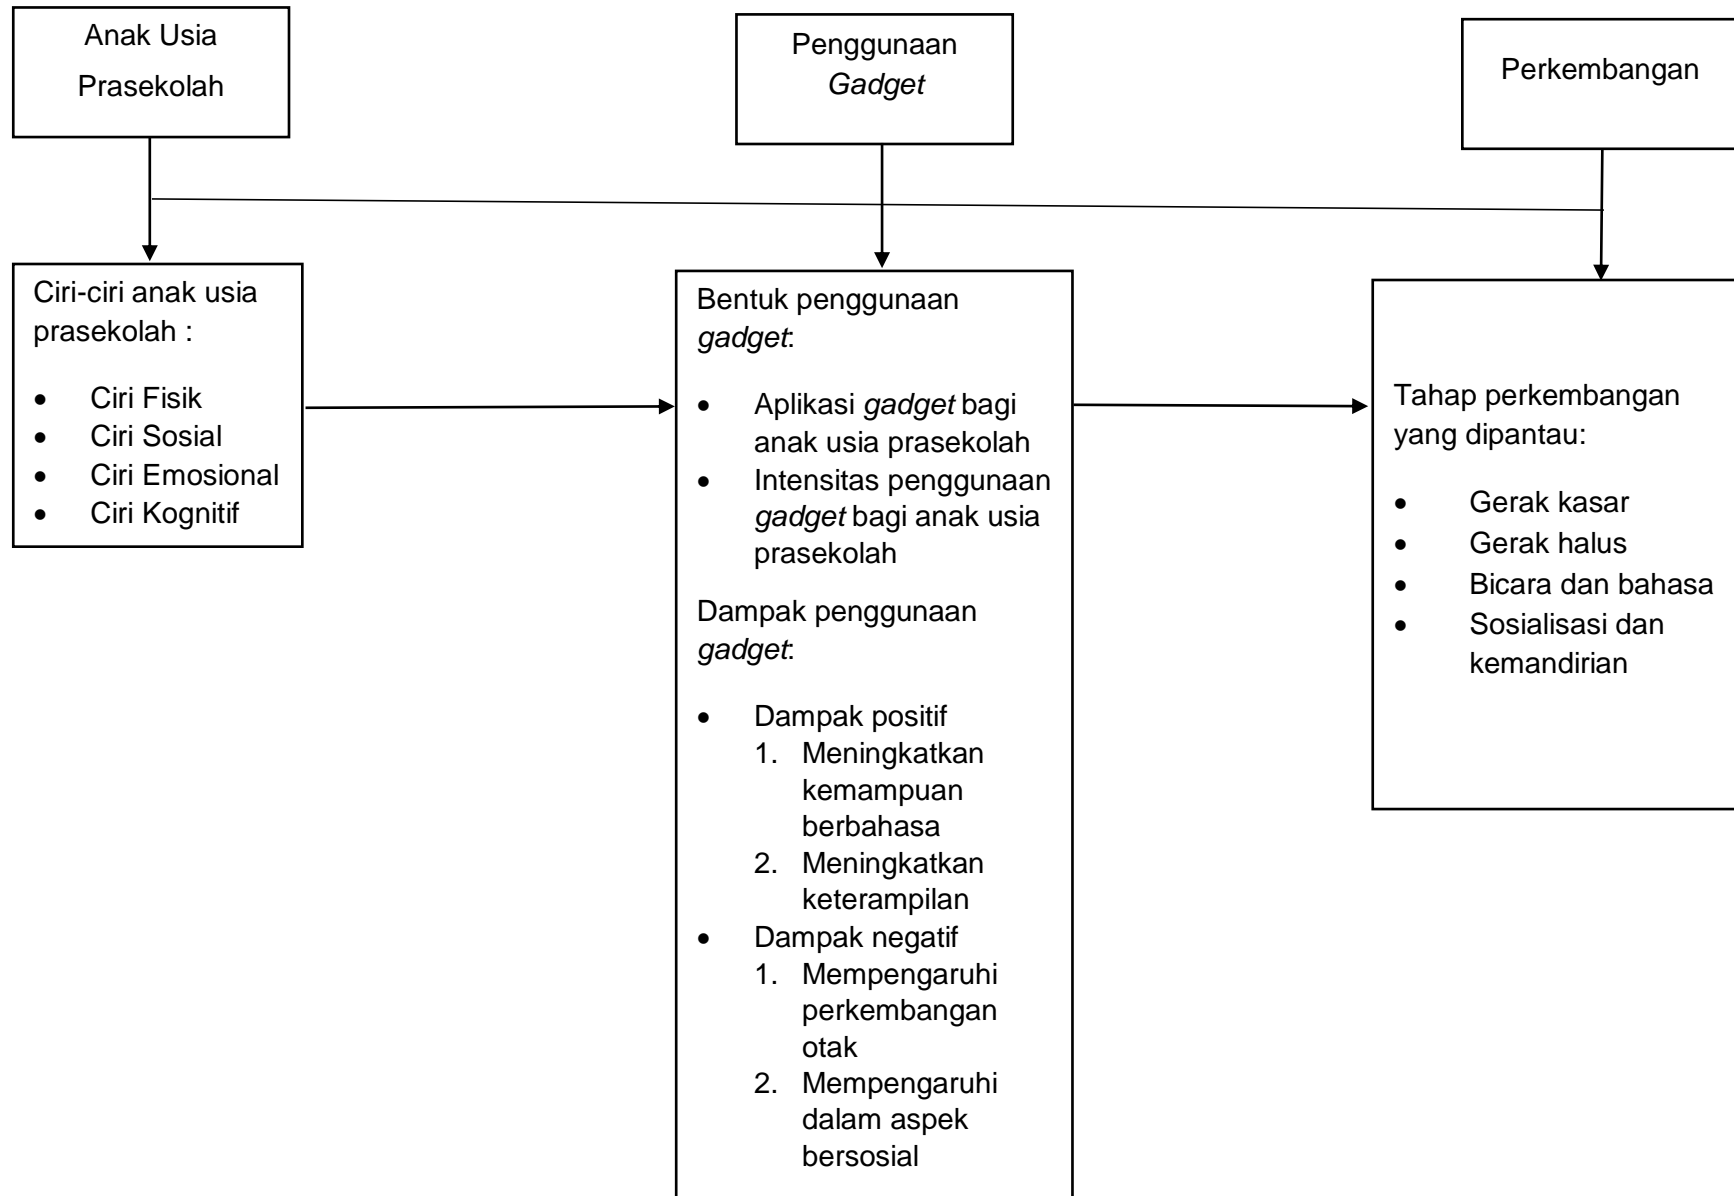 Anak Usia
Prasekolah
Penggunaan
Gadget
Perkembangan
Ciri-ciri anak usia
prasekolah :
• Ciri Fisik
• Ciri Sosial
• Ciri Emosional
• Ciri Kognitif
Bentuk penggunaan
gadget:
• Aplikasi gadget bagi
anak usia prasekolah
• Intensitas penggunaan
gadget bagi anak usia
prasekolah
Dampak penggunaan
gadget:
• Dampak positif
1. Meningkatkan
kemampuan
berbahasa
2. Meningkatkan
keterampilan
• Dampak negatif
1. Mempengaruhi
perkembangan
otak
2. Mempengaruhi
dalam aspek
bersosial
Tahap perkembangan
yang dipantau:
• Gerak kasar
• Gerak halus
• Bicara dan bahasa
• Sosialisasi dan
kemandirian